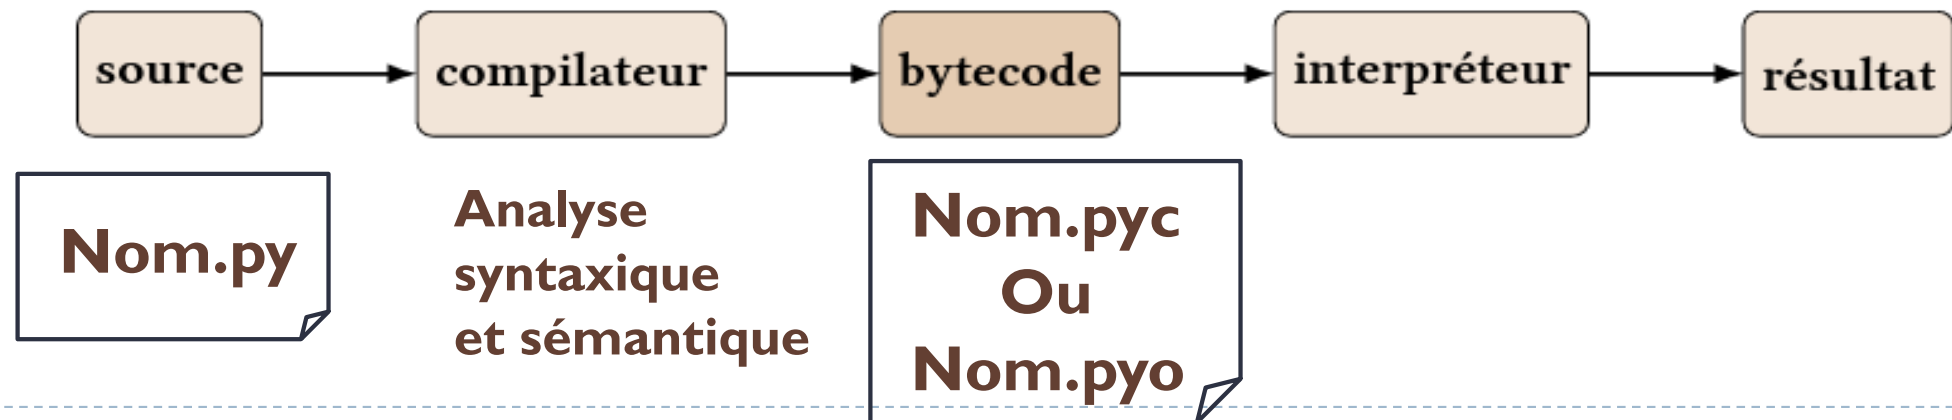 source
compilateur
bytecode
interpréteur
résultat
Nom.py
Analyse
syntaxique
et sémantique
Nom.pyc
Ou
Nom.pyo